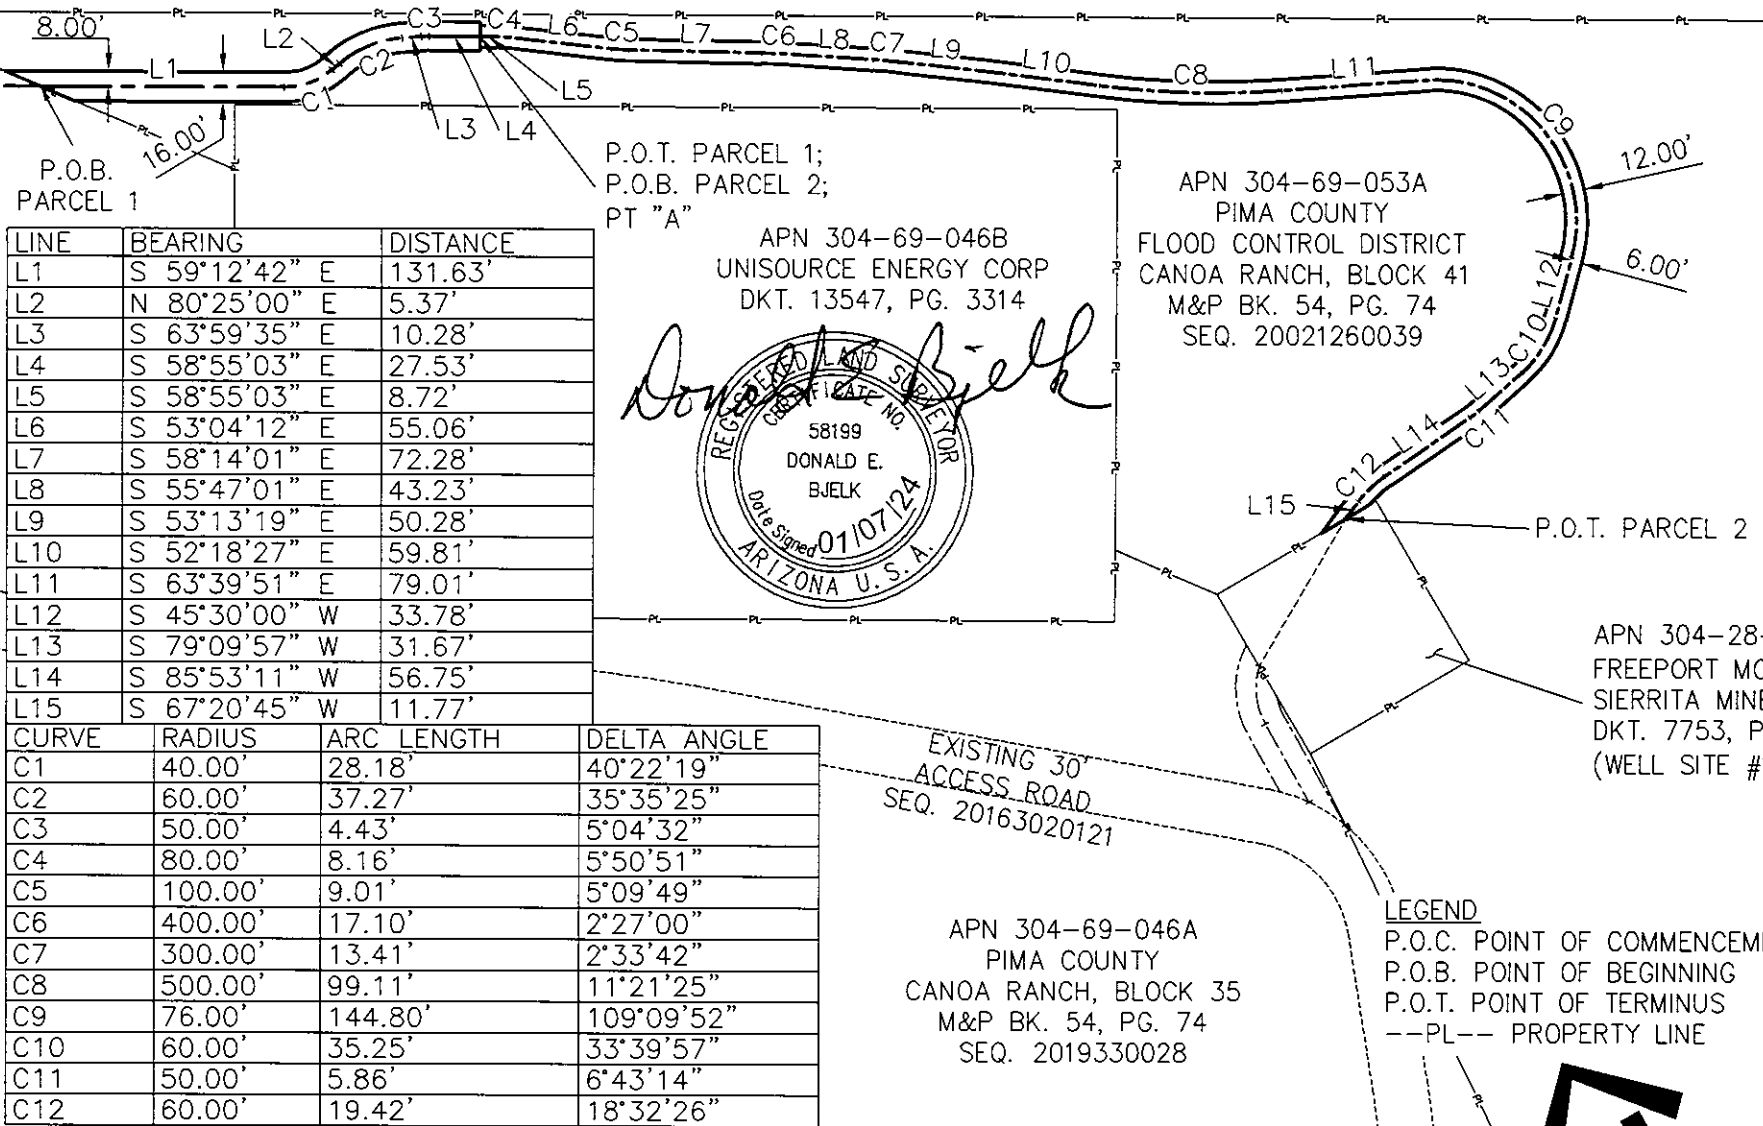 8.00'
L1
L2
C1
C2
C3
C4
L6
C5
L7
C6
L8
C7
L9
L10
C8
L11
C9
12.00'
6.00'
L3
L4
L5
16.00'
P.O.B.
PARCEL 1
P.O.T. PARCEL 1;
P.O.B. PARCEL 2;
PT "A"
APN 304-69-046B
UNISOURCE ENERGY CORP
DKT. 13547, PG. 3314
APN 304-69-053A
PIMA COUNTY
FLOOD CONTROL DISTRICT
CANOA RANCH, BLOCK 41
M&P BK. 54, PG. 74
SEQ. 20021260039
L12
C10
L13
C11
L14
C12
L15
P.O.T. PARCEL 2
Donald E Bjelk
REGISTERED LAND SURVEYOR
CERTIFICATE NO.
58199
DONALD E.
BJELK
Date Signed 01/07/24
ARIZONA U.S.A.
LINE BEARING DISTANCE
L1 S 59°12'42" E 131.63'
L2 N 80°25'00" E 5.37'
L3 S 63°59'35" E 10.28'
L4 S 58°55'03" E 27.53'
L5 S 58°55'03" E 8.72'
L6 S 53°04'12" E 55.06'
L7 S 58°14'01" E 72.28'
L8 S 55°47'01" E 43.23'
L9 S 53°13'19" E 50.28'
L10 S 52°18'27" E 59.81'
L11 S 63°39'51" E 79.01'
L12 S 45°30'00" W 33.78'
L13 S 79°09'57" W 31.67'
L14 S 85°53'11" W 56.75'
L15 S 67°20'45" W 11.77'
CURVE RADIUS ARC LENGTH DELTA ANGLE
C1 40.00' 28.18' 40°22'19"
C2 60.00' 37.27' 35°35'25"
C3 50.00' 4.43' 5°04'32"
C4 80.00' 8.16' 5°50'51"
C5 100.00' 9.01' 5°09'49"
C6 400.00' 17.10' 2°27'00"
C7 300.00' 13.41' 2°33'42"
C8 500.00' 99.11' 11°21'25"
C9 76.00' 144.80' 109°09'52"
C10 60.00' 35.25' 33°39'57"
C11 50.00' 5.86' 6°43'14"
C12 60.00' 19.42' 18°32'26"
APN 304-28-
FREEPORT MO
SIERRITA MINE
DKT. 7753, P
(WELL SITE #
EXISTING 30'
ACCESS ROAD
SEQ. 20163020121
APN 304-69-046A
PIMA COUNTY
CANOA RANCH, BLOCK 35
M&P BK. 54, PG. 74
SEQ. 2019330028
LEGEND
P.O.C. POINT OF COMMENCEM
P.O.B. POINT OF BEGINNING
P.O.T. POINT OF TERMINUS
--PL-- PROPERTY LINE